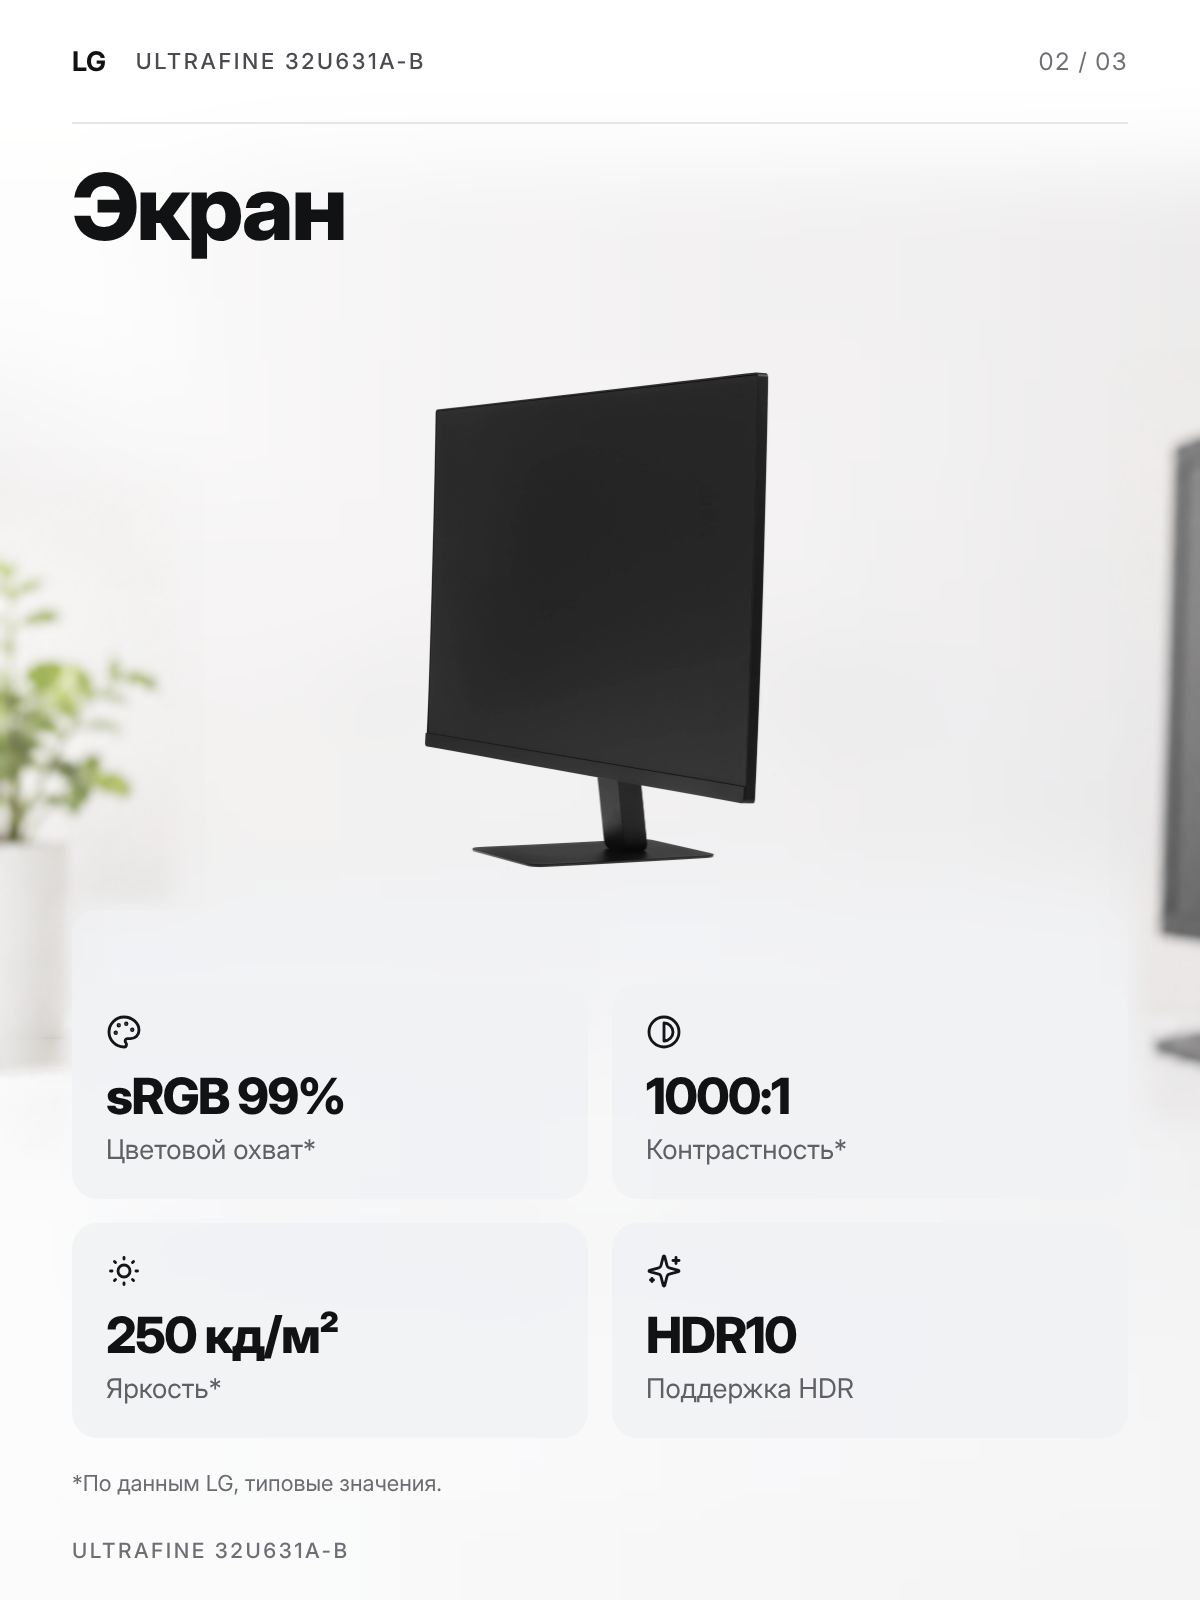 LG ULTRAFINE 32U631A-B 02 / 03
Экран
sRGB 99%
Цветовой охват*
1000:1
Контрастность*
250 кд/м²
Яркость*
HDR10
Поддержка HDR
*По данным LG, типовые значения.
ULTRAFINE 32U631A-B